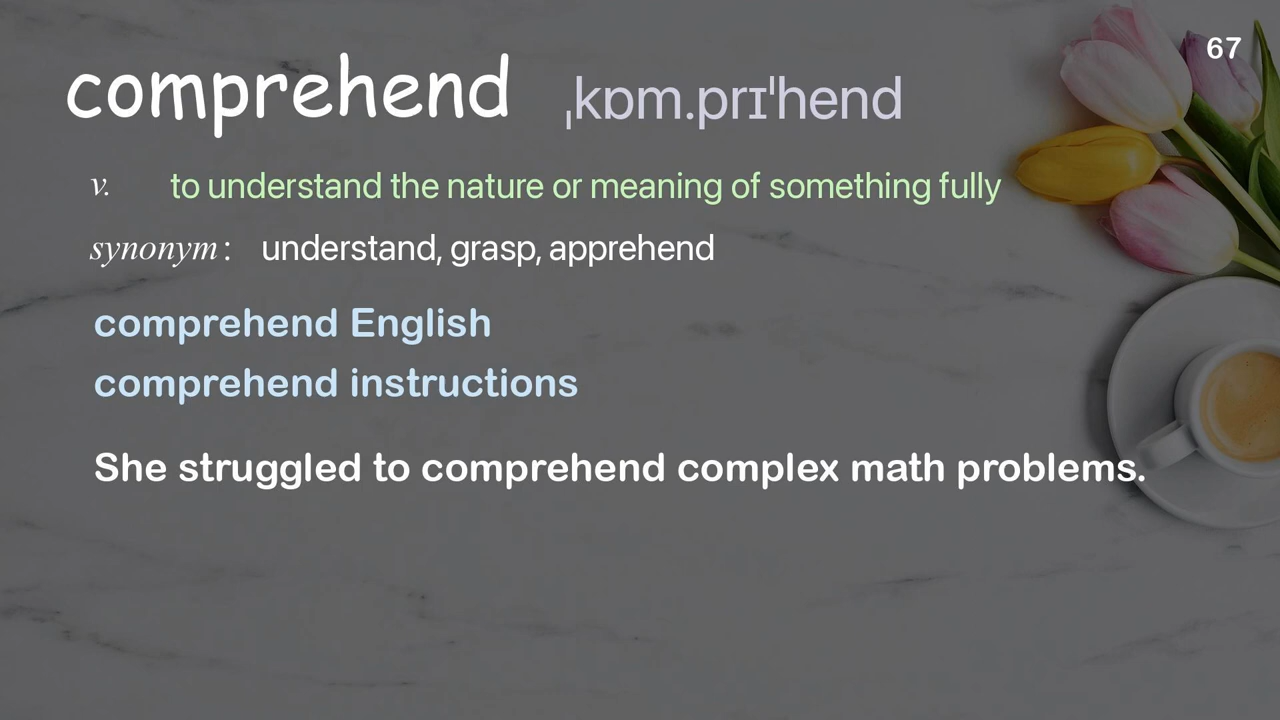 67
comprehend ˌkɒm.prɪˈhend
v. to understand the nature or meaning of something fully
synonym: understand, grasp, apprehend
comprehend English
comprehend instructions
She struggled to comprehend complex math problems.